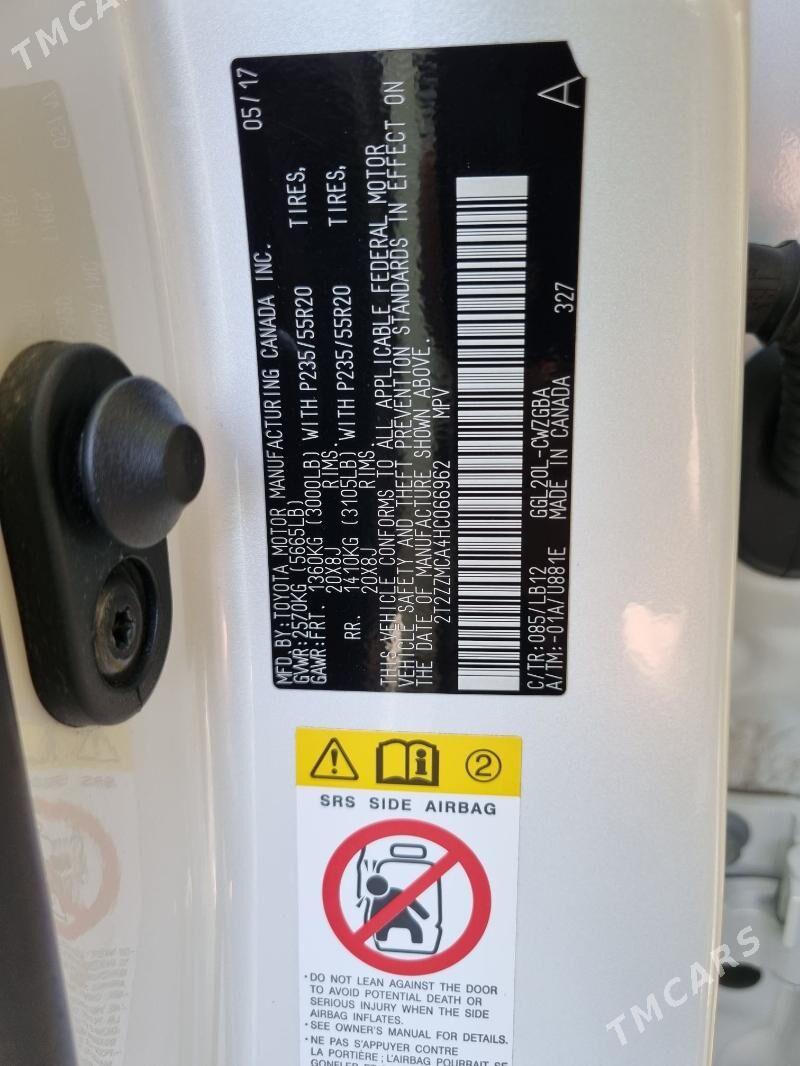 TMCARS
MFD. BY: TOYOTA MOTOR MANUFACTURING CANADA INC. 05/17
GVWR: 2570KG (5665LB)
GAWR: FRT. 1360KG (3000LB) WITH P235/55R20 TIRES,
20X8J RIMS.
RR. 1410KG (3105LB) WITH P235/55R20 TIRES,
20X8J RIMS.
THIS VEHICLE CONFORMS TO ALL APPLICABLE FEDERAL MOTOR
VEHICLE SAFETY AND THEFT PREVENTION STANDARDS IN EFFECT ON
THE DATE OF MANUFACTURE SHOWN ABOVE.
2T2ZZMCA4HC066962 MPV
C/TR: 085/LB12 GGL20L-CWZGBA
A/TM: -01A/U881E MADE IN CANADA 327
A
2
SRS SIDE AIRBAG
•DO NOT LEAN AGAINST THE DOOR
TO AVOID POTENTIAL DEATH OR
SERIOUS INJURY WHEN THE SIDE
AIRBAG INFLATES.
•SEE OWNER'S MANUAL FOR DETAILS.
•NE PAS S'APPUYER CONTRE
LA PORTIÈRE ; L'AIRBAG POURRAIT SE
TMCARS